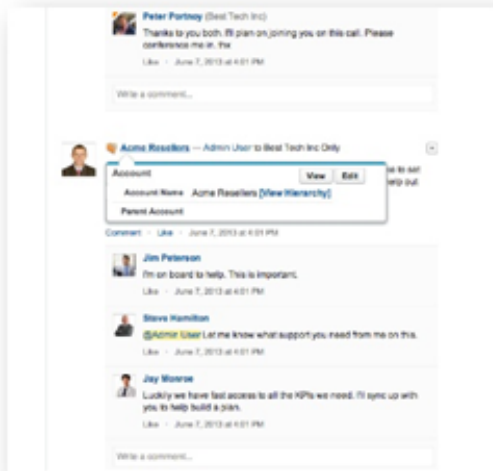 Peter Portnoy (Best Tech Inc)
Thanks to you both. I'll plan on joining you on this call. Please
conference me in. thx
Like · June 7, 2013 at 4:01 PM
Write a comment...
Acme Resellers — Admin User to Best Tech Inc Only
Account View Edit
Account Name Acme Resellers [View Hierarchy]
Parent Account
to set
help out
Comment · Like · June 7, 2013 at 4:01 PM
Jim Peterson
I'm on board to help. This is important.
Like · June 7, 2013 at 4:01 PM
Steve Hamilton
@Admin User Let me know what support you need from me on this.
Like · June 7, 2013 at 4:01 PM
Jay Monroe
Luckily we have fast access to all the KPIs we need. I'll sync up with
you to help build a plan.
Like · June 7, 2013 at 4:01 PM
Write a comment...